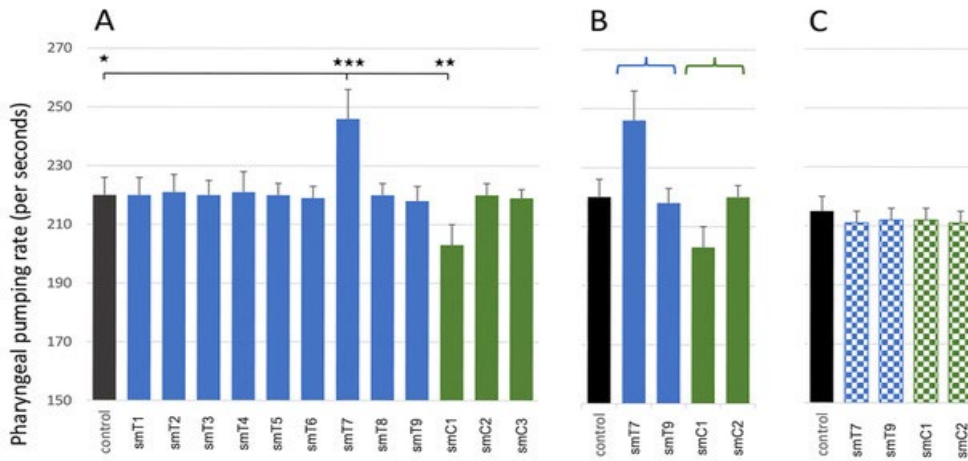 A
B
C
Pharyngeal pumping rate (per seconds)
270
250
230
210
190
170
150
★
★★★
★★
control
smT1
smT2
smT3
smT4
smT5
smT6
smT7
smT8
smT9
smC1
smC2
smC3
control
smT7
smT9
smC1
smC2
control
smT7
smT9
smC1
smC2